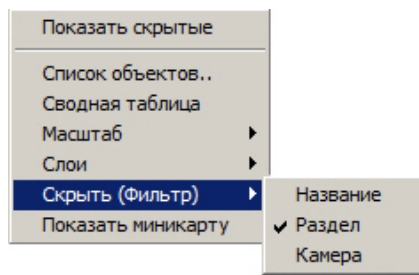 Показать скрытые
Список объектов..
Сводная таблица
Масштаб
Слои
Скрыть (Фильтр)
Показать миникарту
Название
Раздел
Камера